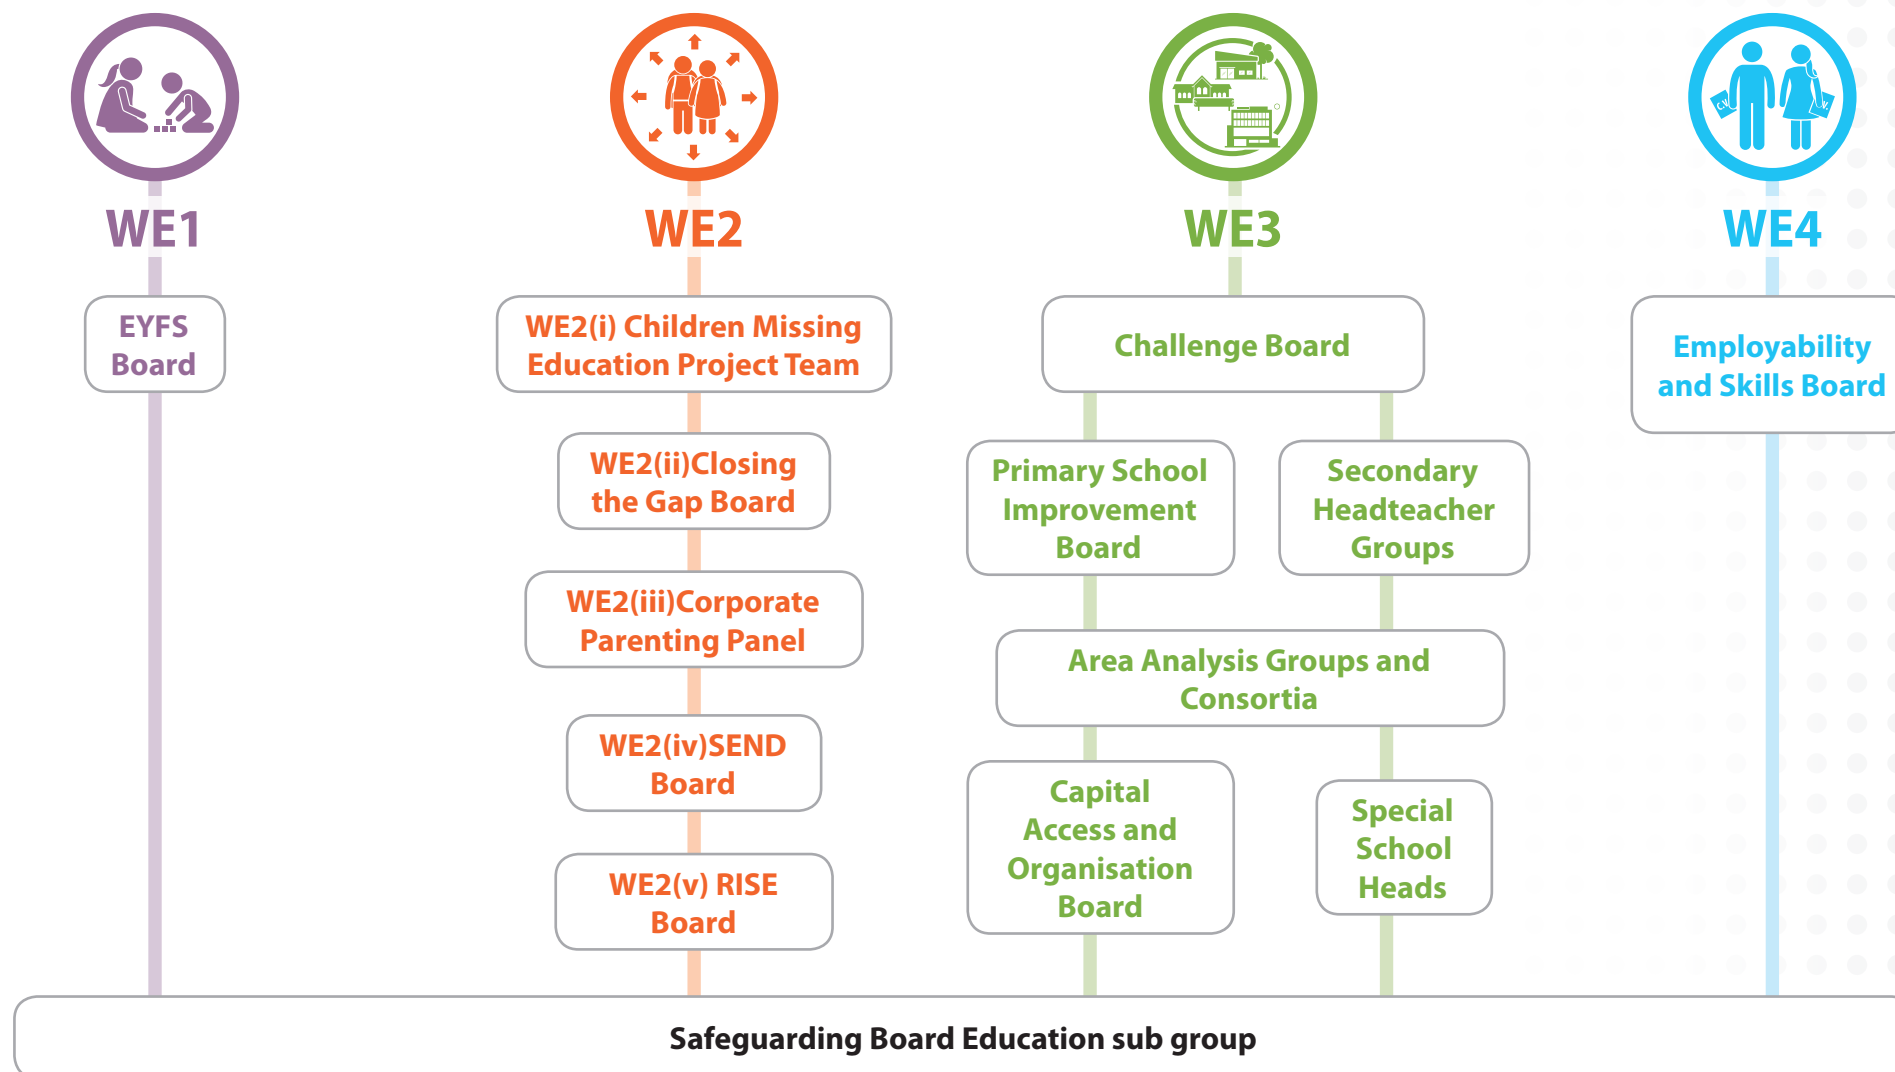 C.V.
V.
WE1
WE2
WE3
WE4
EYFS
Board
WE2(i) Children Missing
Education Project Team
WE2(ii)Closing
the Gap Board
WE2(iii)Corporate
Parenting Panel
WE2(iv)SEND
Board
WE2(v) RISE
Board
Challenge Board
Primary School
Improvement
Board
Secondary
Headteacher
Groups
Area Analysis Groups and
Consortia
Capital
Access and
Organisation
Board
Special
School
Heads
Employability
and Skills Board
Safeguarding Board Education sub group